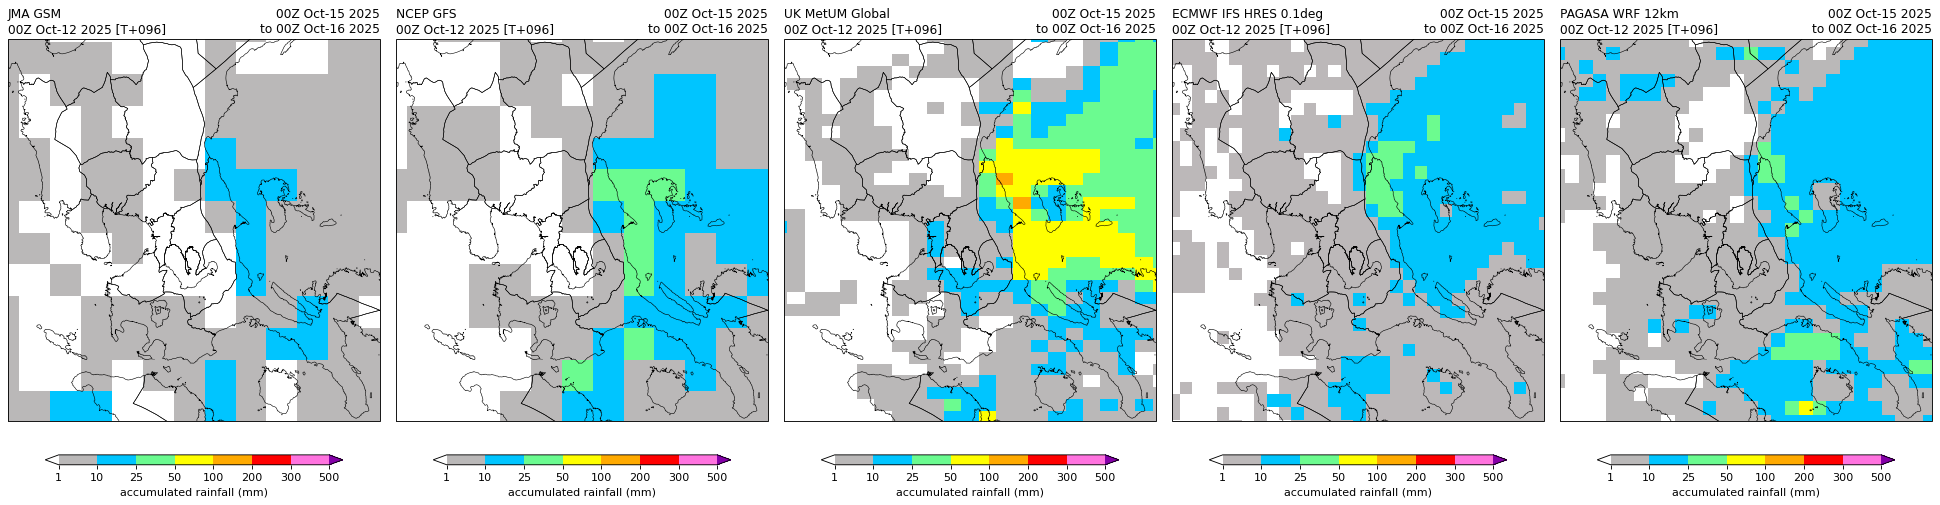 JMA GSM 00Z Oct-15 2025
00Z Oct-12 2025 [T+096] to 00Z Oct-16 2025
1 10 25 50 100 200 300 500
accumulated rainfall (mm)
NCEP GFS 00Z Oct-15 2025
00Z Oct-12 2025 [T+096] to 00Z Oct-16 2025
1 10 25 50 100 200 300 500
accumulated rainfall (mm)
UK MetUM Global 00Z Oct-15 2025
00Z Oct-12 2025 [T+096] to 00Z Oct-16 2025
1 10 25 50 100 200 300 500
accumulated rainfall (mm)
ECMWF IFS HRES 0.1deg 00Z Oct-15 2025
00Z Oct-12 2025 [T+096] to 00Z Oct-16 2025
1 10 25 50 100 200 300 500
accumulated rainfall (mm)
PAGASA WRF 12km 00Z Oct-15 2025
00Z Oct-12 2025 [T+096] to 00Z Oct-16 2025
1 10 25 50 100 200 300 500
accumulated rainfall (mm)